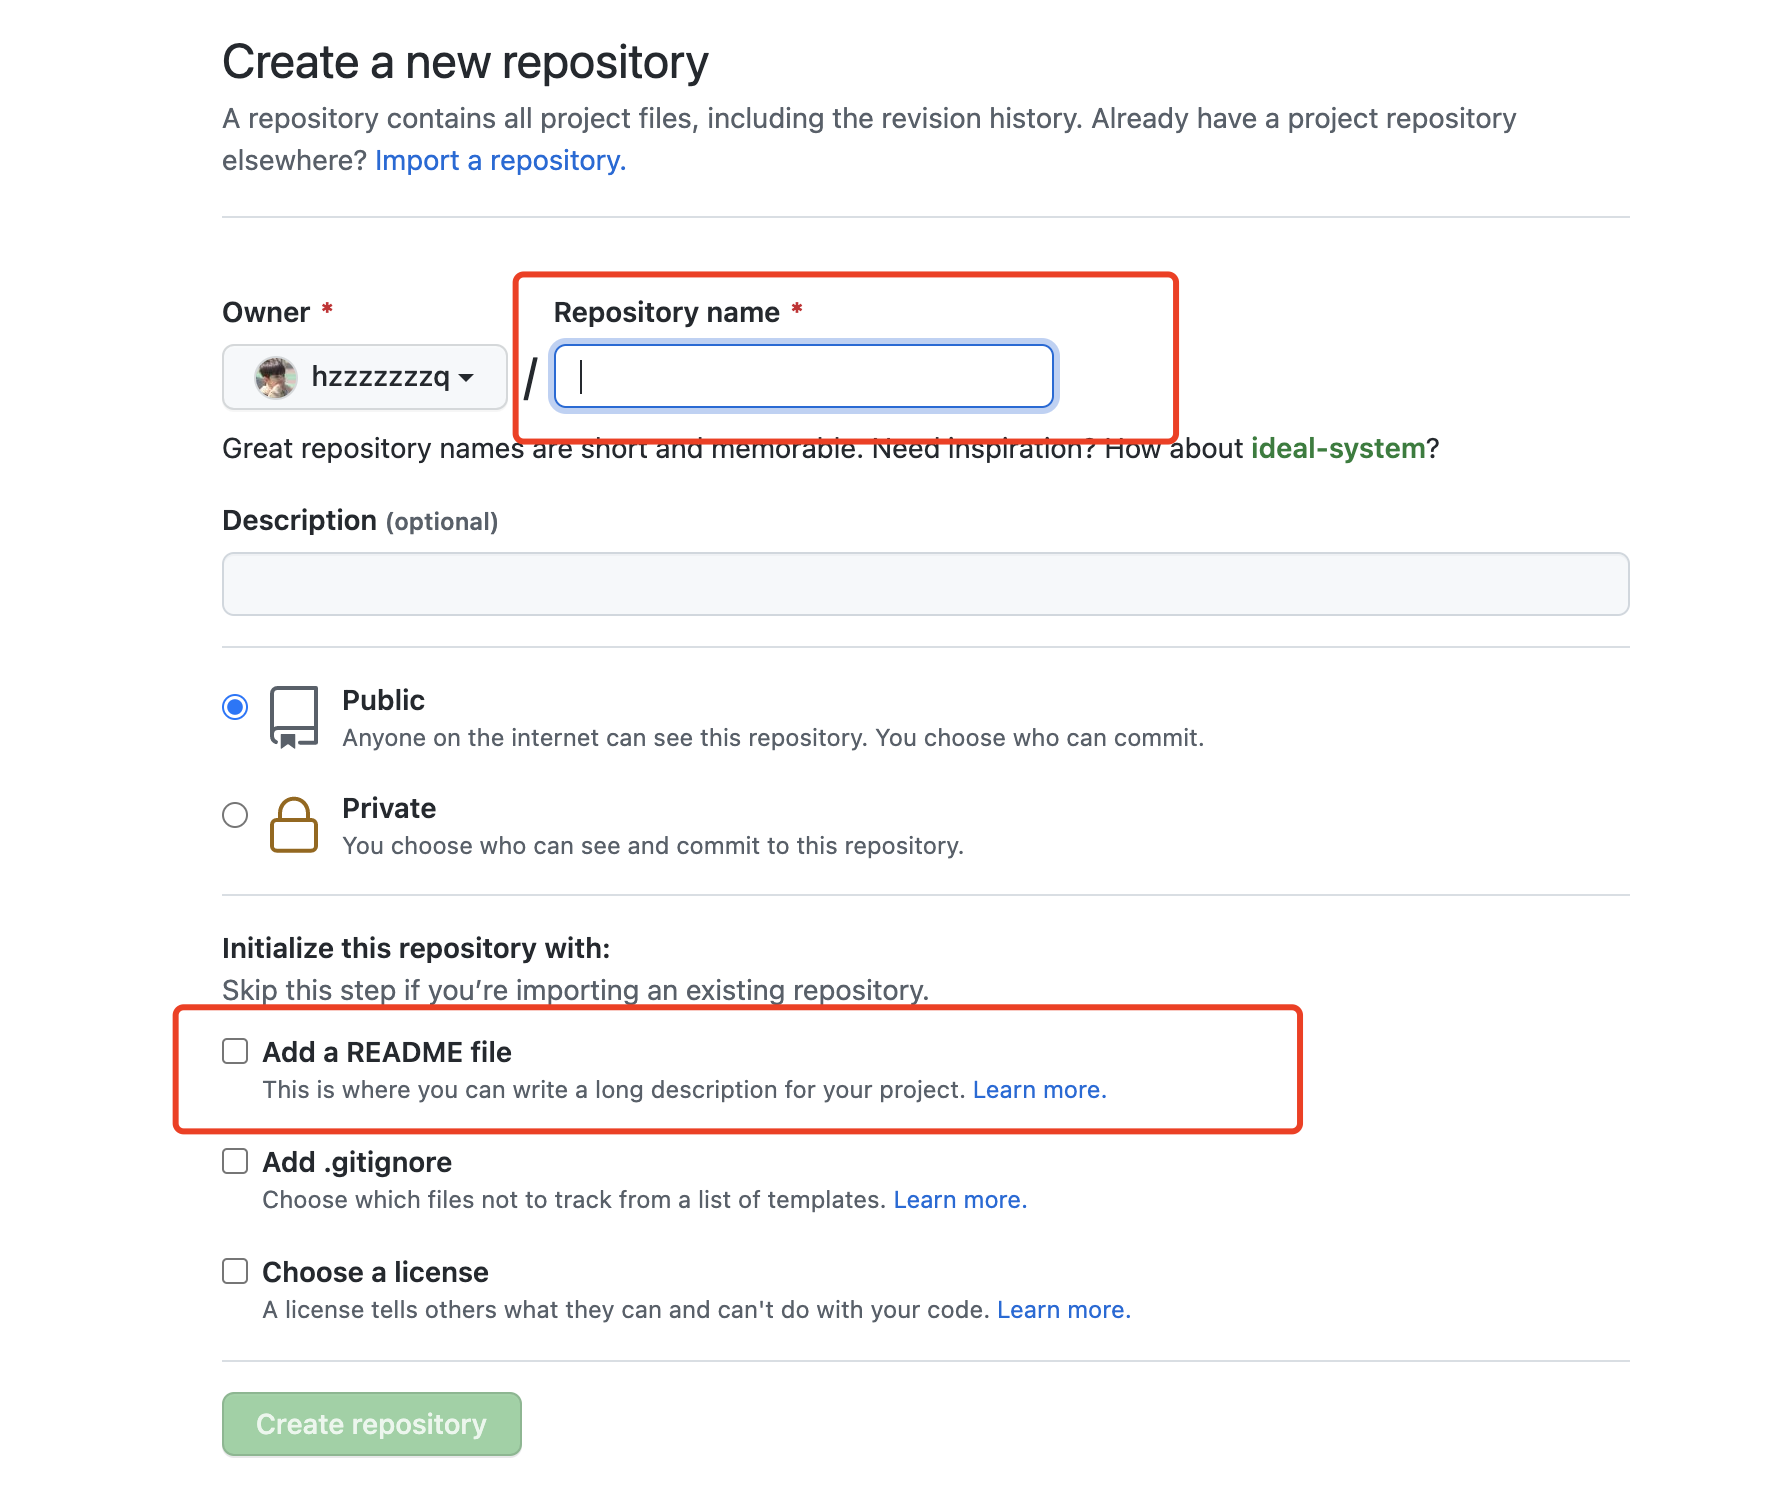 Create a new repository
A repository contains all project files, including the revision history. Already have a project repository
elsewhere? Import a repository.
Owner * Repository name *
hzzzzzzzq /
Great repository names are short and memorable. Need inspiration? How about ideal-system?
Description (optional)
Public
Anyone on the internet can see this repository. You choose who can commit.
Private
You choose who can see and commit to this repository.
Initialize this repository with:
Skip this step if you’re importing an existing repository.
Add a README file
This is where you can write a long description for your project. Learn more.
Add .gitignore
Choose which files not to track from a list of templates. Learn more.
Choose a license
A license tells others what they can and can't do with your code. Learn more.
Create repository